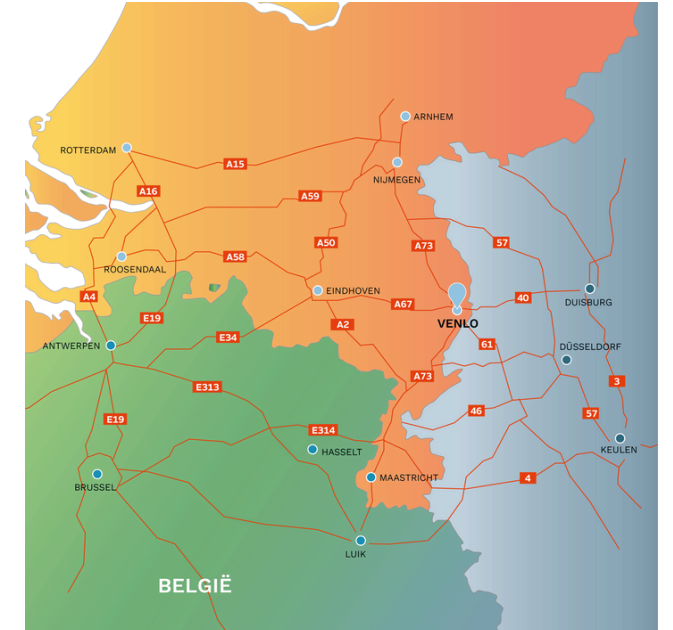 ARNHEM
ROTTERDAM
A15
NIJMEGEN
A16
A59
A50
A73
57
A58
ROOSENDAAL
EINDHOVEN
A4
A67
40
DUISBURG
E19
VENLO
A2
E34
61
ANTWERPEN
DÜSSELDORF
A73
3
E313
46
57
E19
E314
HASSELT
KEULEN
BRUSSEL
MAASTRICHT
4
LUIK
BELGIË